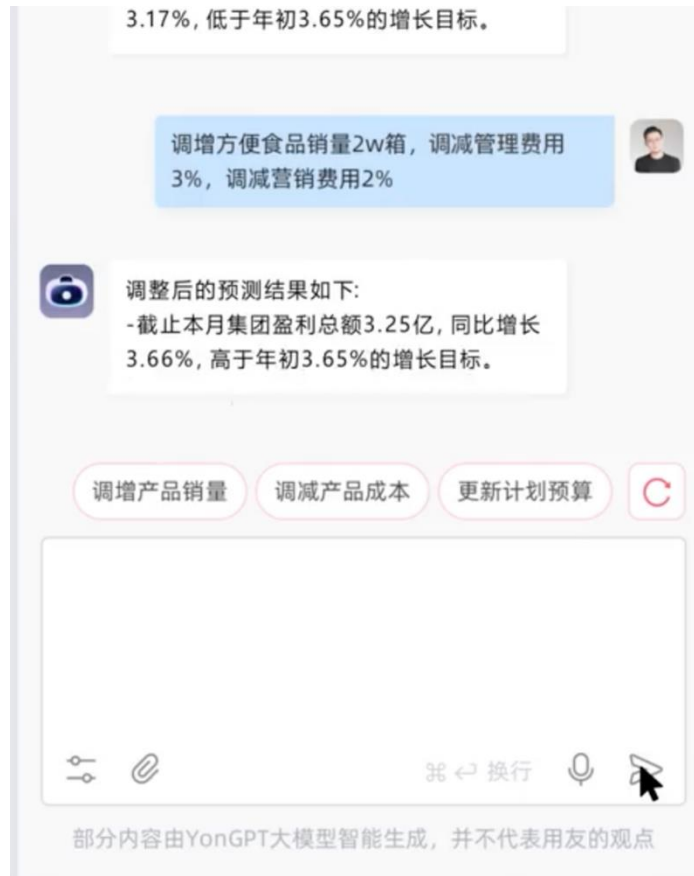 3.17%, 低于年初3.65%的增长目标。
调增方便食品销量2w箱，调减管理费用
3%，调减营销费用2%
调整后的预测结果如下:
-截止本月集团盈利总额3.25亿, 同比增长
3.66%, 高于年初3.65%的增长目标。
调增产品销量
调减产品成本
更新计划预算
⌘ ↩ 换行
部分内容由YonGPT大模型智能生成，并不代表用友的观点